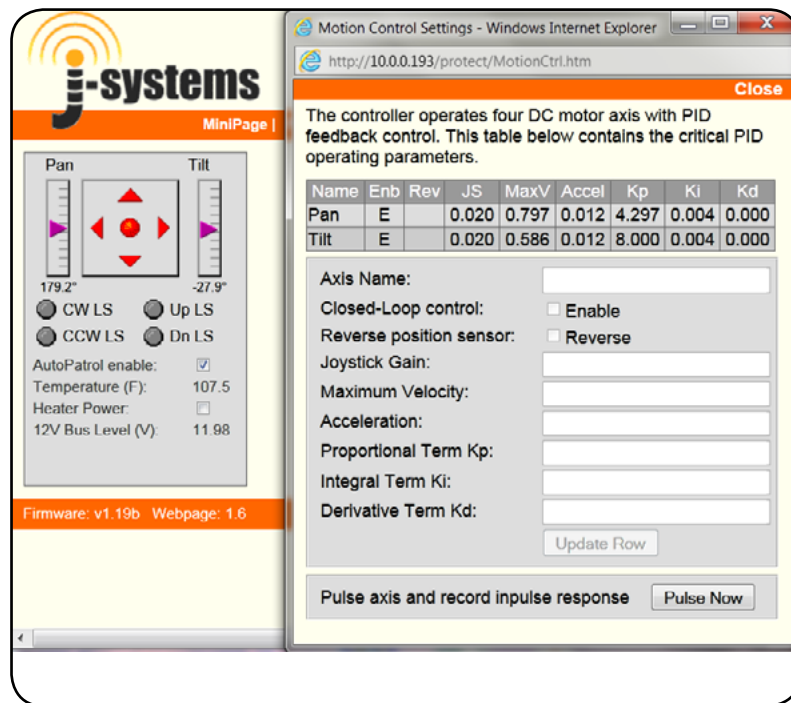 j-systems
MiniPage |
Pan Tilt
179.2° -27.9°
CW LS Up LS
CCW LS Dn LS
AutoPatrol enable:
Temperature (F): 107.5
Heater Power:
12V Bus Level (V): 11.98
Firmware: v1.19b Webpage: 1.6
Motion Control Settings - Windows Internet Explorer
http://10.0.0.193/protect/MotionCtrl.htm
Close
The controller operates four DC motor axis with PID
feedback control. This table below contains the critical PID
operating parameters.
Name Enb Rev JS MaxV Accel Kp Ki Kd
Pan E 0.020 0.797 0.012 4.297 0.004 0.000
Tilt E 0.020 0.586 0.012 8.000 0.004 0.000
Axis Name:
Closed-Loop control: Enable
Reverse position sensor: Reverse
Joystick Gain:
Maximum Velocity:
Acceleration:
Proportional Term Kp:
Integral Term Ki:
Derivative Term Kd:
Update Row
Pulse axis and record inpulse response Pulse Now